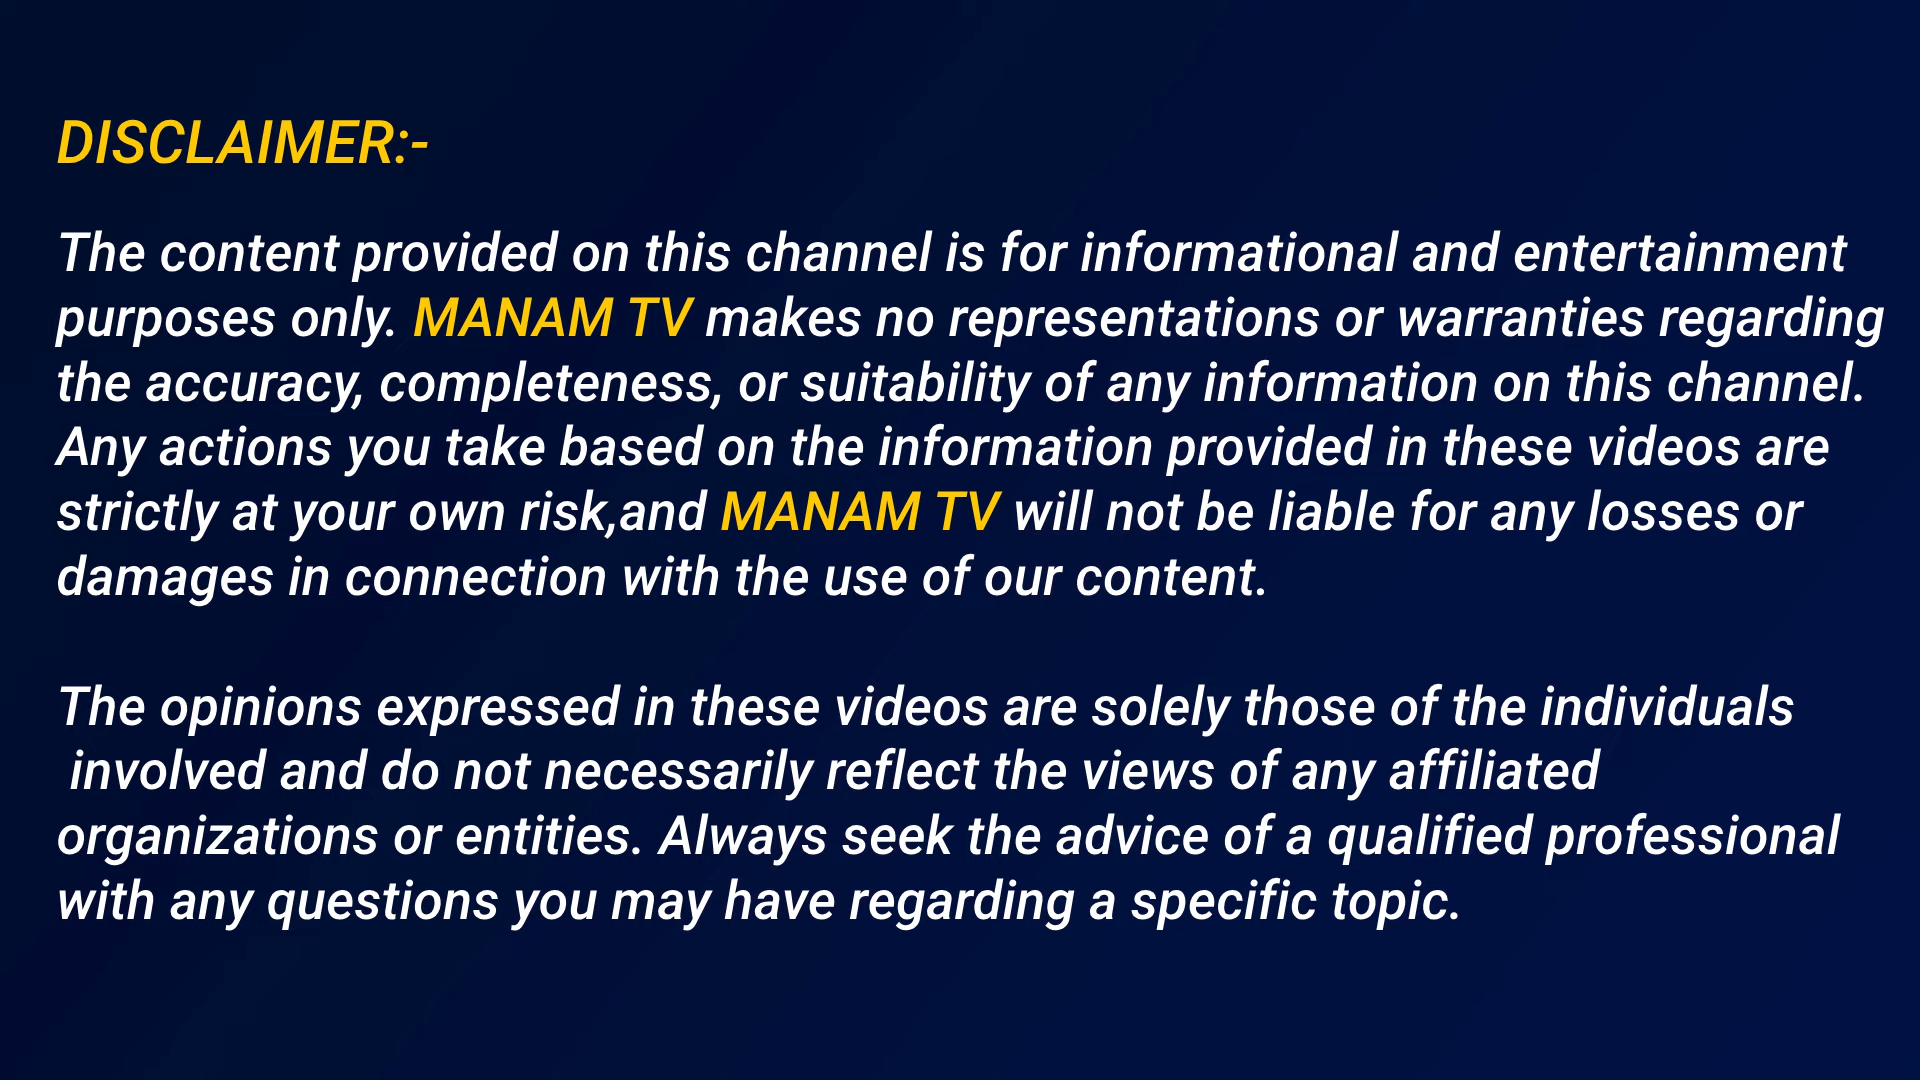 DISCLAIMER:-
The content provided on this channel is for informational and entertainment
purposes only. MANAM TV makes no representations or warranties regarding
the accuracy, completeness, or suitability of any information on this channel.
Any actions you take based on the information provided in these videos are
strictly at your own risk,and MANAM TV will not be liable for any losses or
damages in connection with the use of our content.
The opinions expressed in these videos are solely those of the individuals
involved and do not necessarily reflect the views of any affiliated
organizations or entities. Always seek the advice of a qualified professional
with any questions you may have regarding a specific topic.